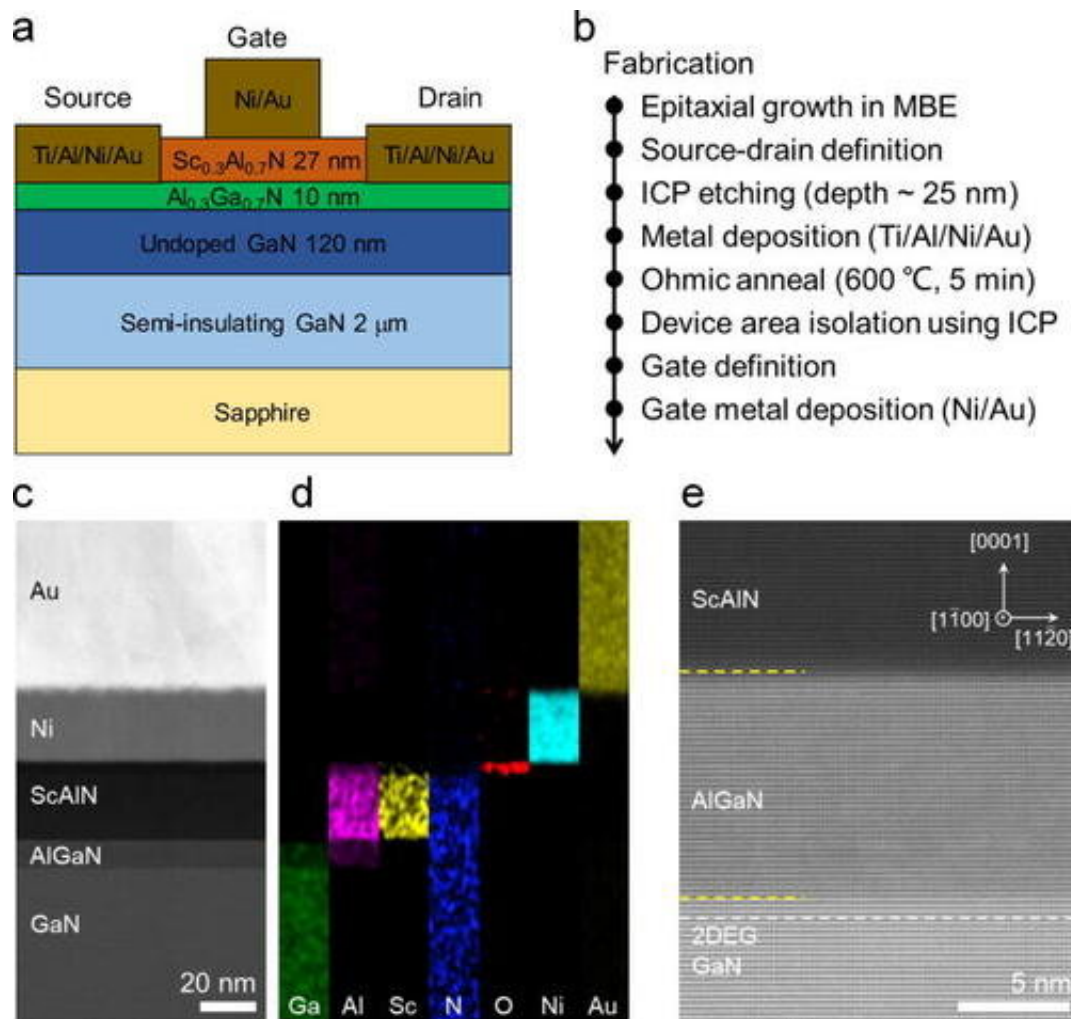 a
Gate
Source
Ni/Au
Drain
Ti/Al/Ni/Au
Sc₀.₃Al₀.₇N 27 nm
Ti/Al/Ni/Au
Al₀.₃Ga₀.₇N 10 nm
Undoped GaN 120 nm
Semi-insulating GaN 2 μm
Sapphire
b
Fabrication
Epitaxial growth in MBE
Source-drain definition
ICP etching (depth ~ 25 nm)
Metal deposition (Ti/Al/Ni/Au)
Ohmic anneal (600 ℃, 5 min)
Device area isolation using ICP
Gate definition
Gate metal deposition (Ni/Au)
c
Au
Ni
ScAlN
AlGaN
GaN
20 nm
d
Ga Al Sc N O Ni Au
e
[0001]
ScAlN
[11̅00]
[112̅0]
AlGaN
2DEG
GaN
5 nm